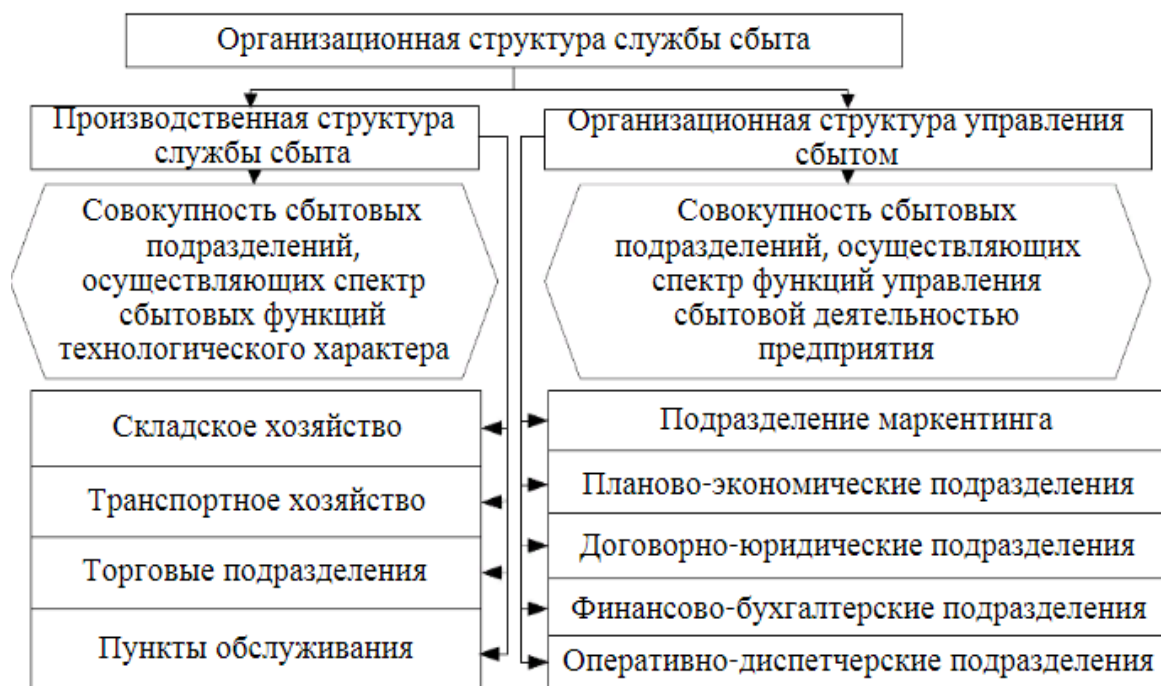 Организационная структура службы сбыта
Производственная структура
службы сбыта
Организационная структура управления
сбытом
Совокупность сбытовых
подразделений,
осуществляющих спектр
сбытовых функций
технологического характера
Совокупность сбытовых
подразделений, осуществляющих
спектр функций управления
сбытовой деятельностью
предприятия
Складское хозяйство
Транспортное хозяйство
Торговые подразделения
Пункты обслуживания
Подразделение маркентинга
Планово-экономические подразделения
Договорно-юридические подразделения
Финансово-бухгалтерские подразделения
Оперативно-диспетчерские подразделения